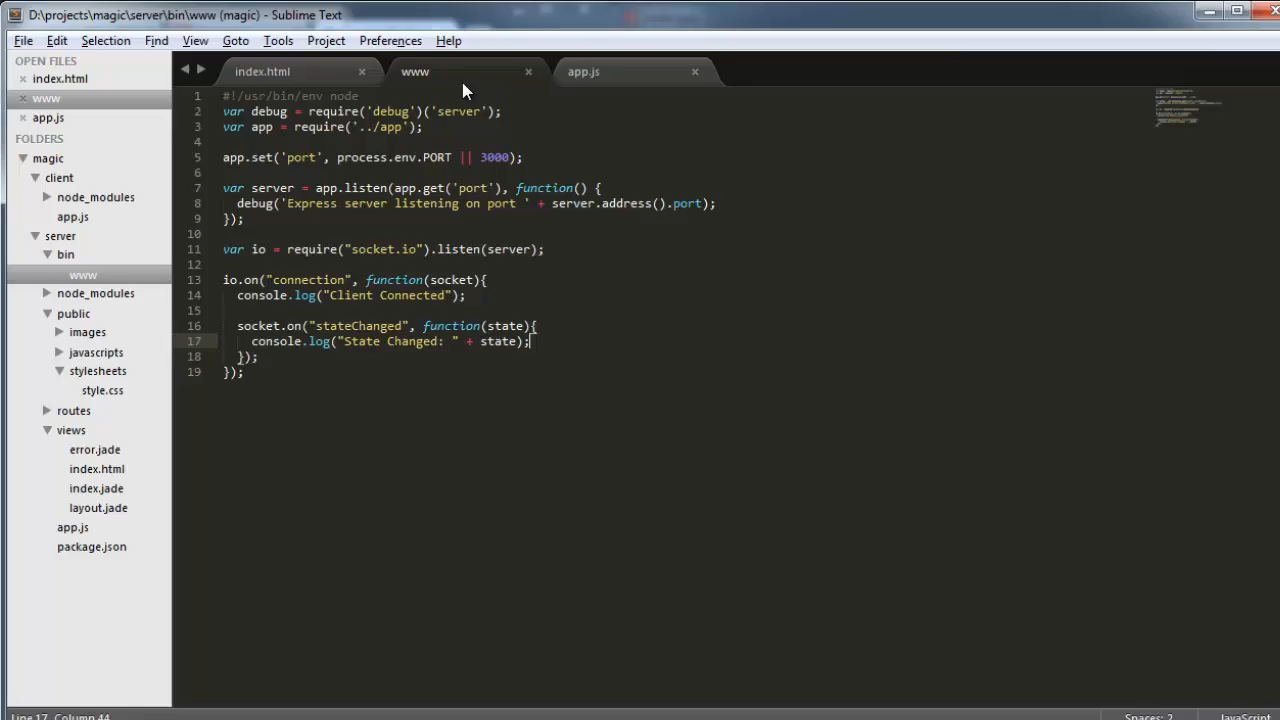 D:\projects\magic\server\bin\www (magic) - Sublime Text
File Edit Selection Find View Goto Tools Project Preferences Help
OPEN FILES
index.html
www
app.js
FOLDERS
magic
client
node_modules
app.js
server
bin
www
node_modules
public
images
javascripts
stylesheets
style.css
routes
views
error.jade
index.html
index.jade
layout.jade
app.js
package.json
index.html www app.js
1 #!/usr/bin/env node
2 var debug = require('debug')('server');
3 var app = require('../app');
4
5 app.set('port', process.env.PORT || 3000);
6
7 var server = app.listen(app.get('port'), function() {
8 debug('Express server listening on port ' + server.address().port);
9 });
10
11 var io = require("socket.io").listen(server);
12
13 io.on("connection", function(socket){
14 console.log("Client Connected");
15
16 socket.on("stateChanged", function(state){
17 console.log("State Changed: " + state);
18 });
19 });
Line 17, Column 44
Spaces: 2
JavaScript